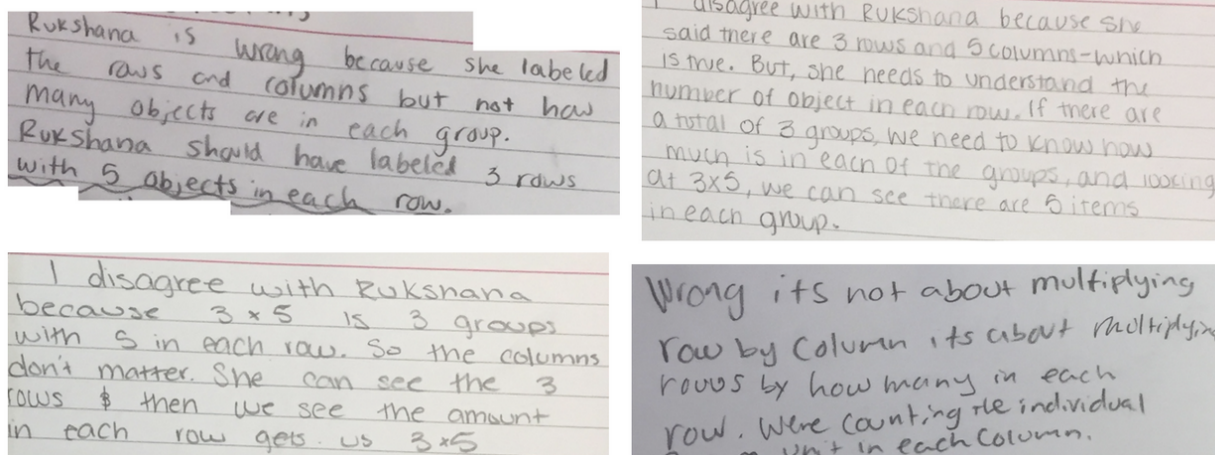 Rukshana is wrong because she labeled
the rows and columns but not how
many objects are in each group.
Rukshana should have labeled 3 rows
with 5 objects in each row.
I disagree with Rukshana because she
said there are 3 rows and 5 columns-which
is true. But, she needs to understand the
number of object in each row. If there are
a total of 3 groups, we need to know how
much is in each of the groups, and looking
at 3x5, we can see there are 5 items
in each group.
I disagree with Rukshana
because 3 x 5 is 3 groups
with 5 in each row. So the columns
don't matter. She can see the 3
rows & then we see the amount
in each row gets us 3x5
Wrong its not about multiplying
row by column its about multiplying
rows by how many in each
row. Were counting the individual
unit in each column.